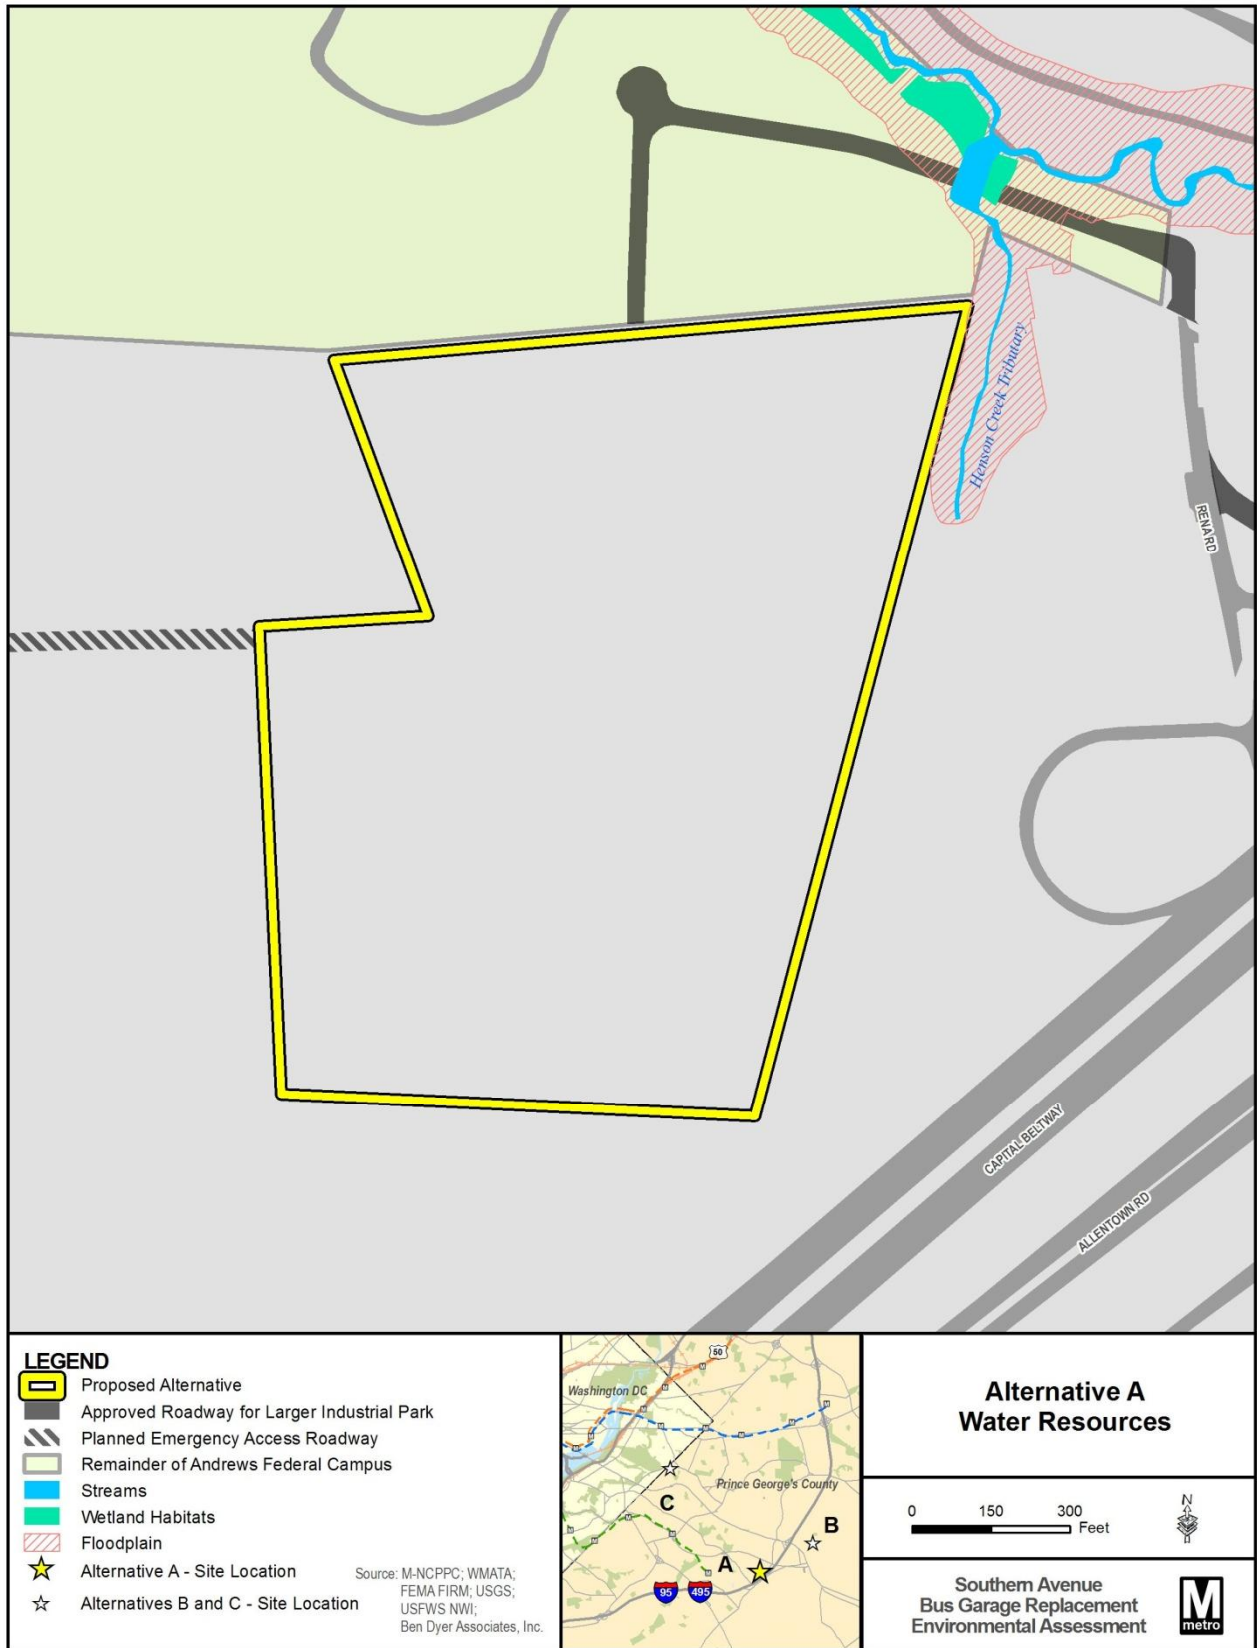 Henson Creek Tributary
RENA RD
CAPITAL BELTWAY
ALLENTOWN RD
LEGEND
Proposed Alternative
Approved Roadway for Larger Industrial Park
Planned Emergency Access Roadway
Remainder of Andrews Federal Campus
Streams
Wetland Habitats
Floodplain
Alternative A - Site Location
Alternatives B and C - Site Location
Source: M-NCPPC; WMATA;
FEMA FIRM; USGS;
USFWS NWI;
Ben Dyer Associates, Inc.
50
Washington DC
Prince George's County
C
B
A
95
495
Alternative A
Water Resources
0 150 300
Feet
N
Southern Avenue
Bus Garage Replacement
Environmental Assessment
M
metro